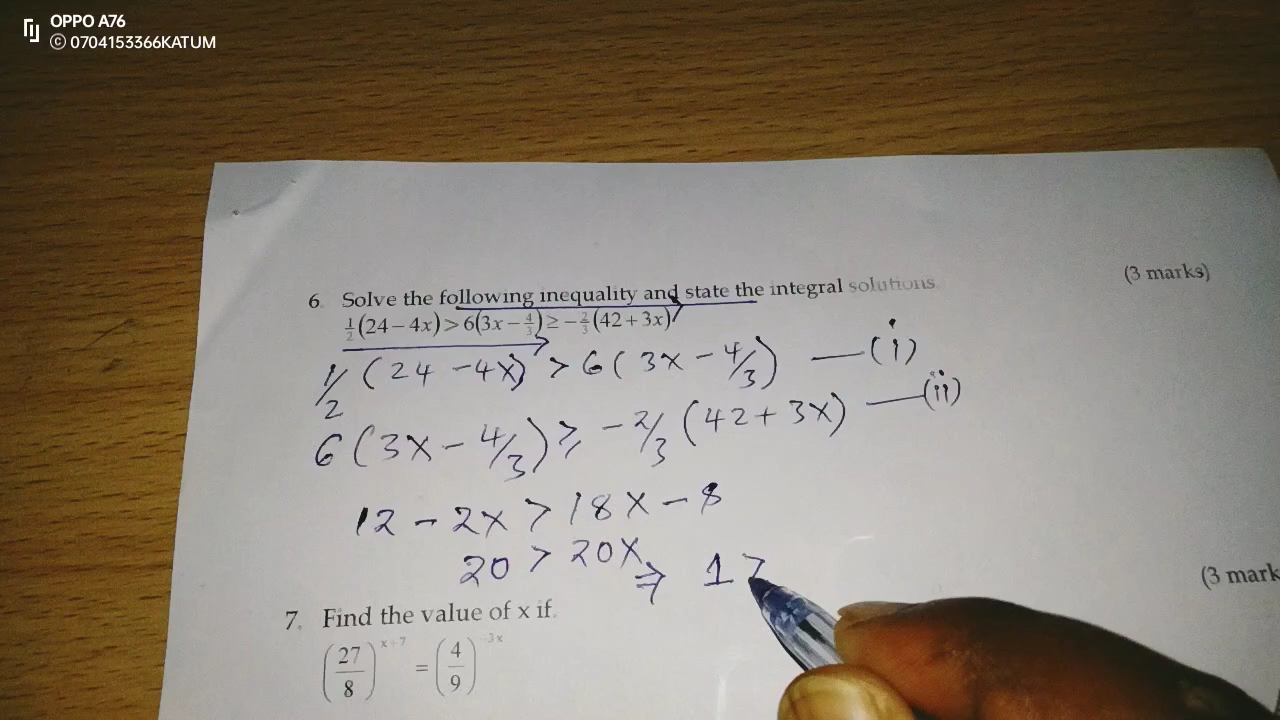 OPPO A76
© 0704153366KATUM
(3 marks)
6. Solve the following inequality and state the integral solutions.
½(24 − 4x) > 6(3x − 4/3) ≥ −2/3(42 + 3x)
1/2 (24 − 4x) > 6(3x − 4/3) — (i)
6(3x − 4/3) ≥ −2/3 (42 + 3x) — (ii)
12 − 2x > 18x − 8
20 > 20x ⇒ 1 >
(3 mark
7. Find the value of x if.
(27/8)^(x+7) = (4/9)^(−3x)